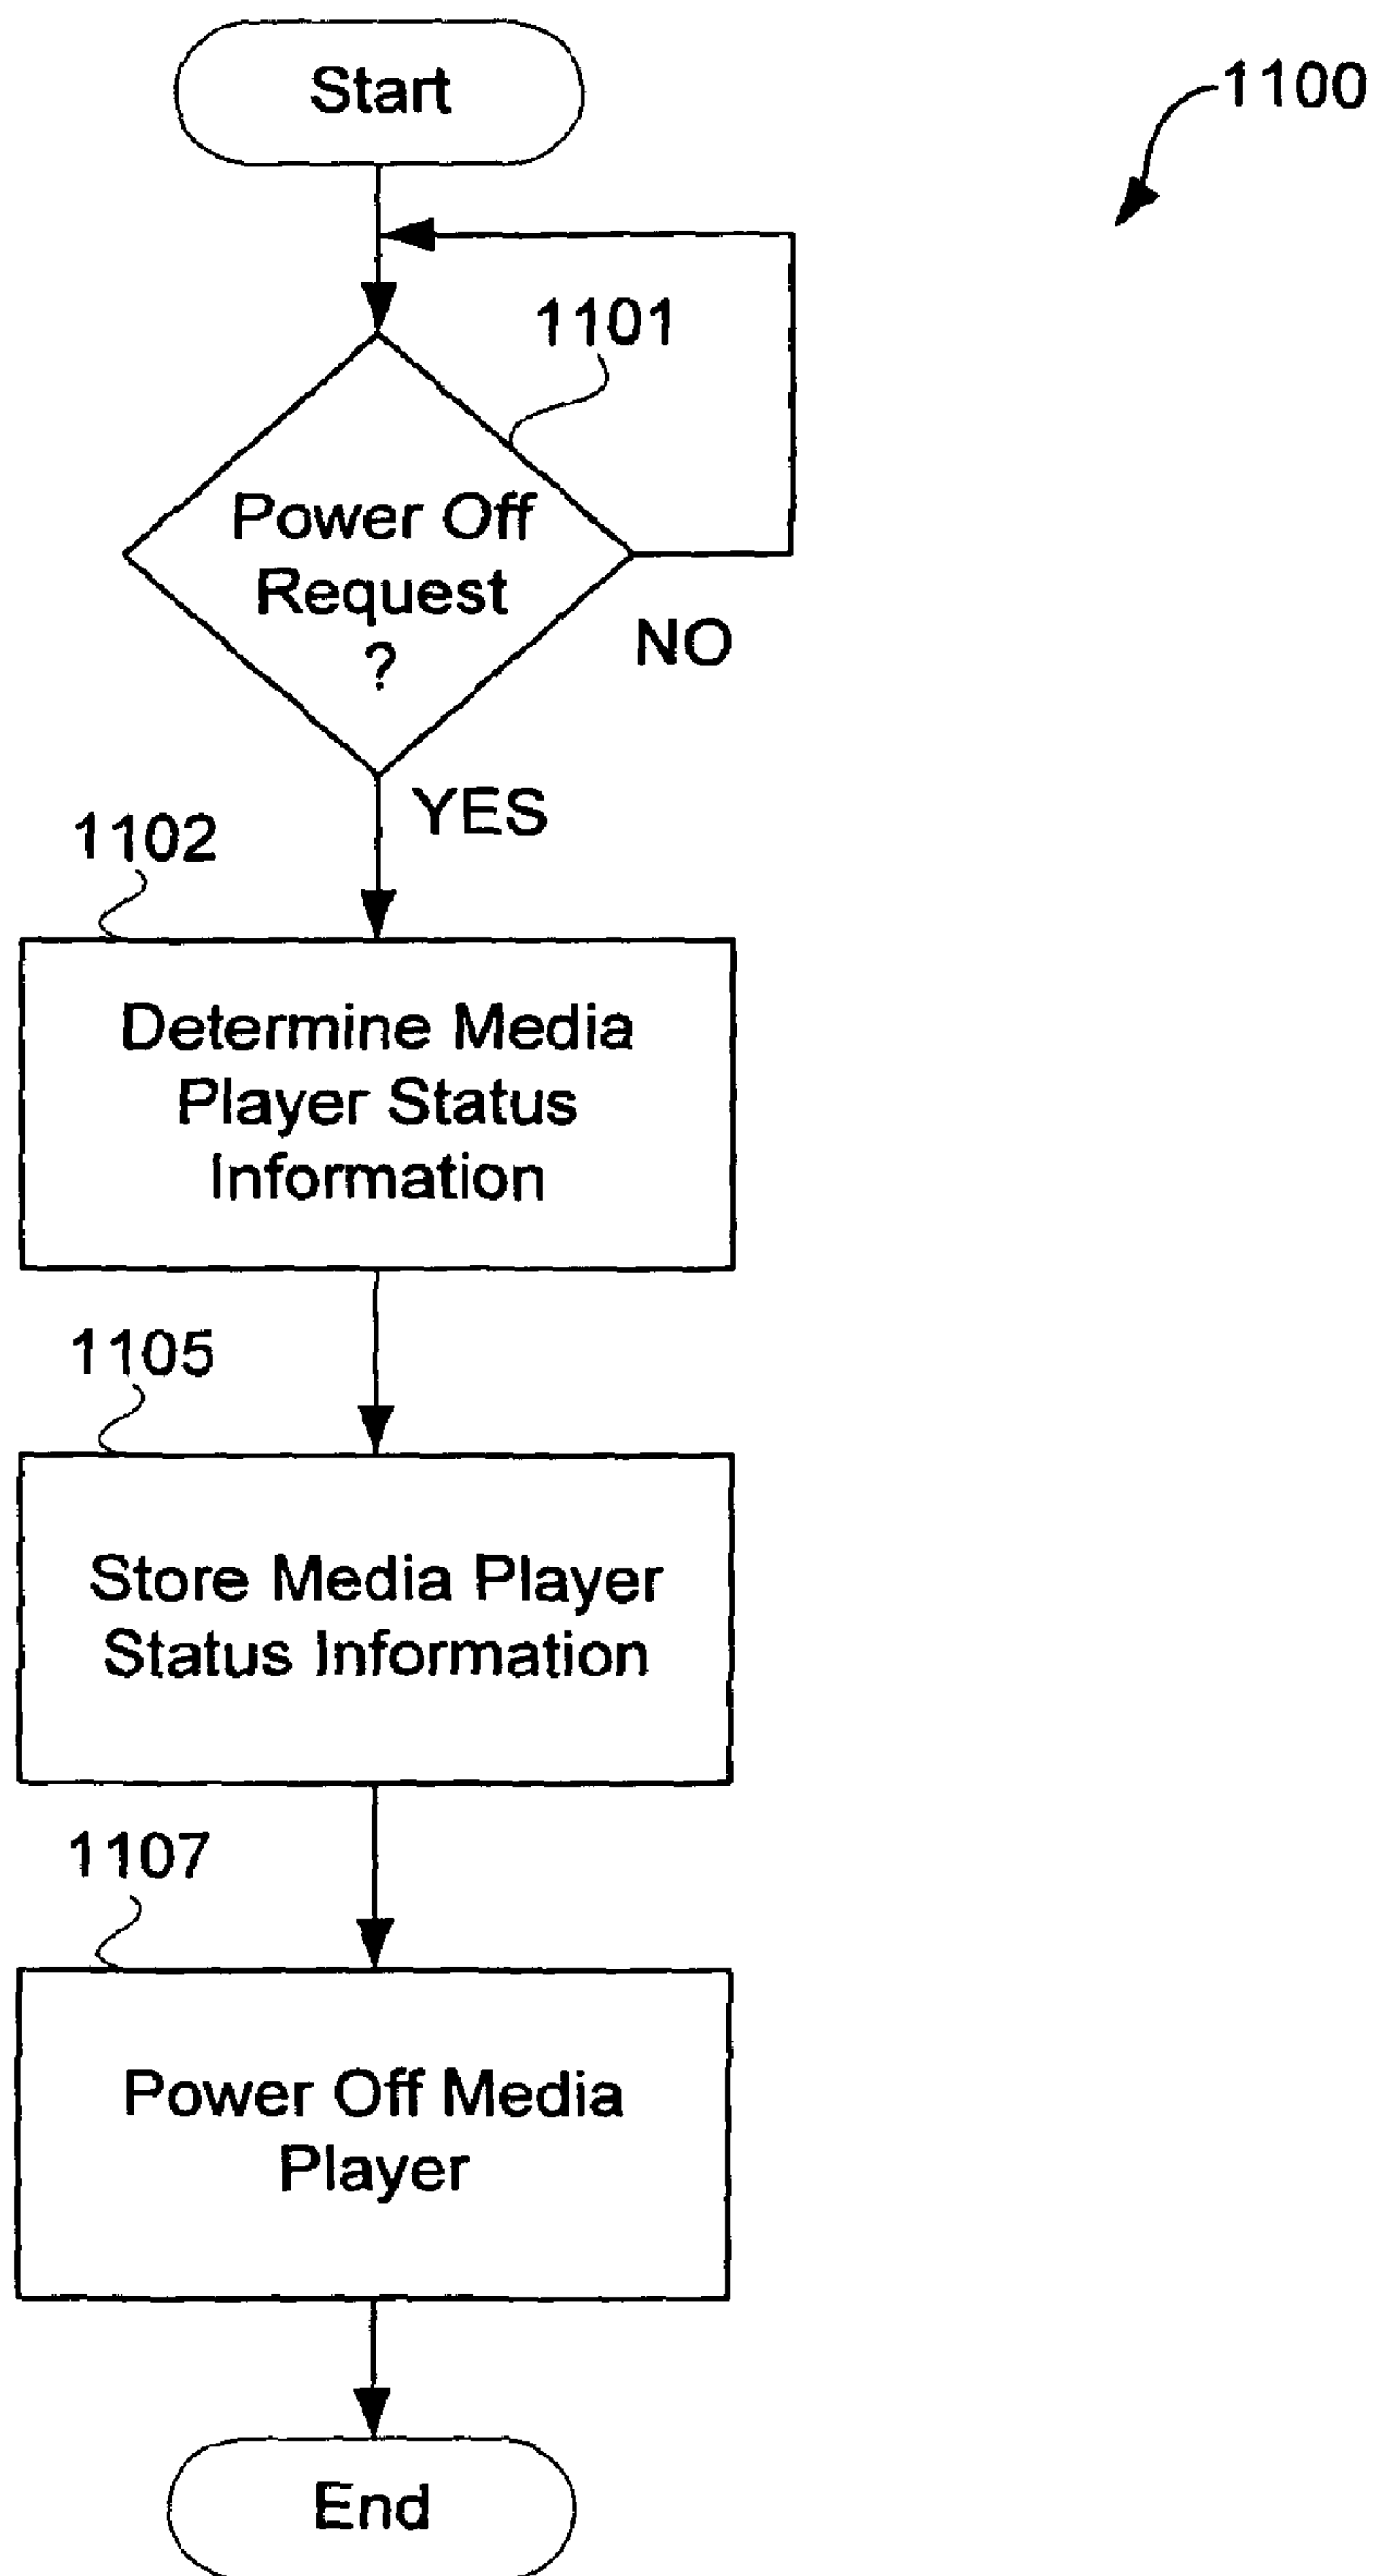 Start
1100
1101
Power Off
Request
?
NO
YES
1102
Determine Media
Player Status
Information
1105
Store Media Player
Status Information
1107
Power Off Media
Player
End